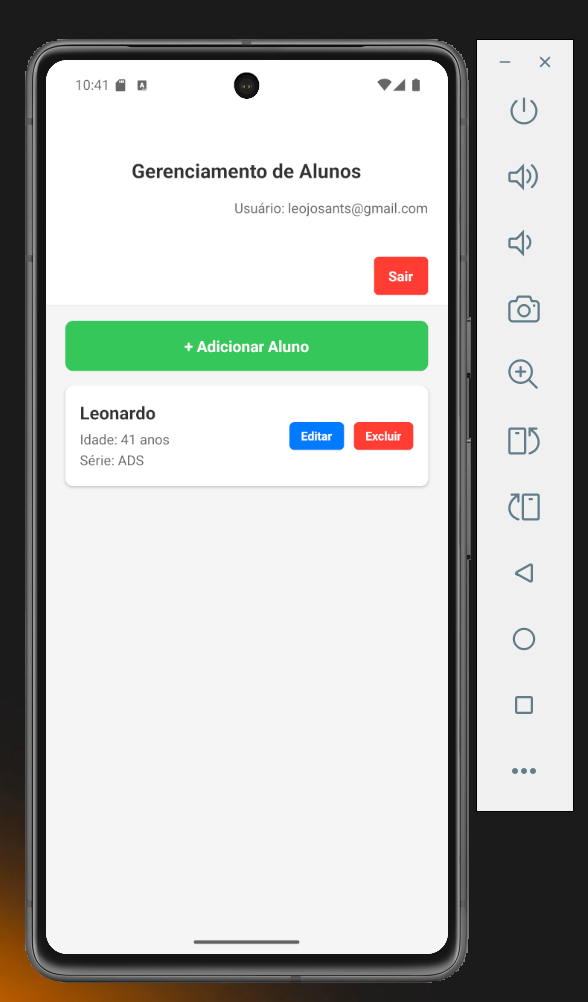 10:41
Gerenciamento de Alunos
Usuário: leojosants@gmail.com
Sair
+ Adicionar Aluno
Leonardo
Idade: 41 anos
Série: ADS
Editar
Excluir